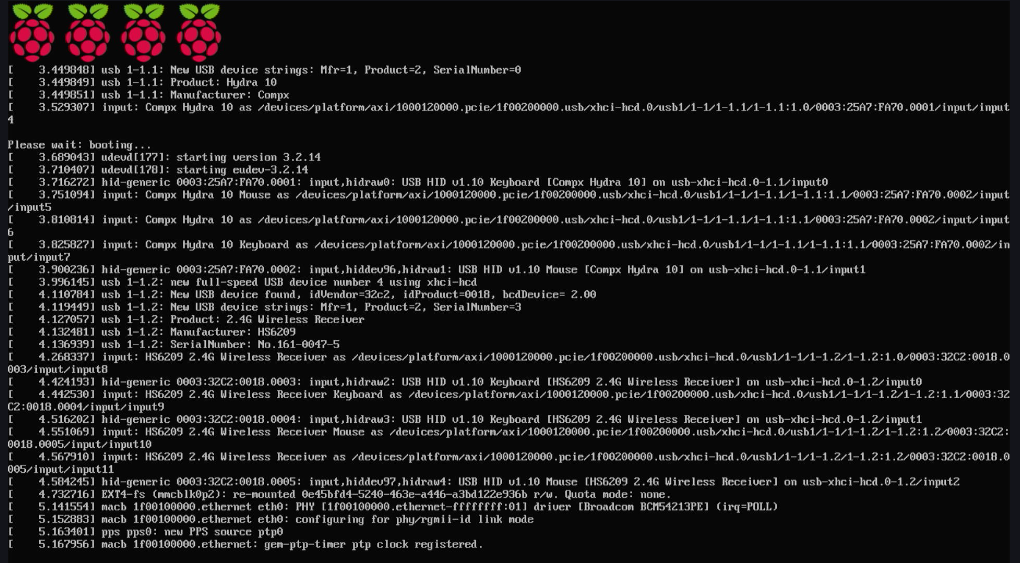 [    3.449848] usb 1-1.1: New USB device strings: Mfr=1, Product=2, SerialNumber=0
[    3.449849] usb 1-1.1: Product: Hydra 10
[    3.449851] usb 1-1.1: Manufacturer: Compx
[    3.529307] input: Compx Hydra 10 as /devices/platform/axi/1000120000.pcie/1f00200000.usb/xhci-hcd.0/usb1/1-1/1-1.1/1-1.1:1.0/0003:25A7:FA70.0001/input/input
4
Please wait: booting...
[    3.689043] udevd[177]: starting version 3.2.14
[    3.710407] udevd[178]: starting eudev-3.2.14
[    3.716272] hid-generic 0003:25A7:FA70.0001: input,hidraw0: USB HID v1.10 Keyboard [Compx Hydra 10] on usb-xhci-hcd.0-1.1/input0
[    3.751094] input: Compx Hydra 10 Mouse as /devices/platform/axi/1000120000.pcie/1f00200000.usb/xhci-hcd.0/usb1/1-1/1-1.1/1-1.1:1.1/0003:25A7:FA70.0002/input
/input5
[    3.810814] input: Compx Hydra 10 as /devices/platform/axi/1000120000.pcie/1f00200000.usb/xhci-hcd.0/usb1/1-1/1-1.1/1-1.1:1.1/0003:25A7:FA70.0002/input/input
6
[    3.825827] input: Compx Hydra 10 Keyboard as /devices/platform/axi/1000120000.pcie/1f00200000.usb/xhci-hcd.0/usb1/1-1/1-1.1/1-1.1:1.1/0003:25A7:FA70.0002/in
put/input7
[    3.900236] hid-generic 0003:25A7:FA70.0002: input,hiddev96,hidraw1: USB HID v1.10 Mouse [Compx Hydra 10] on usb-xhci-hcd.0-1.1/input1
[    3.996145] usb 1-1.2: new full-speed USB device number 4 using xhci-hcd
[    4.110784] usb 1-1.2: New USB device found, idVendor=32c2, idProduct=0018, bcdDevice= 2.00
[    4.119449] usb 1-1.2: New USB device strings: Mfr=1, Product=2, SerialNumber=3
[    4.127057] usb 1-1.2: Product: 2.4G Wireless Receiver
[    4.132481] usb 1-1.2: Manufacturer: HS6209
[    4.136939] usb 1-1.2: SerialNumber: No.161-0047-5
[    4.268337] input: HS6209 2.4G Wireless Receiver as /devices/platform/axi/1000120000.pcie/1f00200000.usb/xhci-hcd.0/usb1/1-1/1-1.2/1-1.2:1.0/0003:32C2:0018.0
003/input/input8
[    4.424193] hid-generic 0003:32C2:0018.0003: input,hidraw2: USB HID v1.10 Keyboard [HS6209 2.4G Wireless Receiver] on usb-xhci-hcd.0-1.2/input0
[    4.442530] input: HS6209 2.4G Wireless Receiver Keyboard as /devices/platform/axi/1000120000.pcie/1f00200000.usb/xhci-hcd.0/usb1/1-1/1-1.2/1-1.2:1.1/0003:32
C2:0018.0004/input/input9
[    4.516202] hid-generic 0003:32C2:0018.0004: input,hidraw3: USB HID v1.10 Keyboard [HS6209 2.4G Wireless Receiver] on usb-xhci-hcd.0-1.2/input1
[    4.551069] input: HS6209 2.4G Wireless Receiver Mouse as /devices/platform/axi/1000120000.pcie/1f00200000.usb/xhci-hcd.0/usb1/1-1/1-1.2/1-1.2:1.2/0003:32C2:
0018.0005/input/input10
[    4.567910] input: HS6209 2.4G Wireless Receiver as /devices/platform/axi/1000120000.pcie/1f00200000.usb/xhci-hcd.0/usb1/1-1/1-1.2/1-1.2:1.2/0003:32C2:0018.0
005/input/input11
[    4.584245] hid-generic 0003:32C2:0018.0005: input,hiddev97,hidraw4: USB HID v1.10 Mouse [HS6209 2.4G Wireless Receiver] on usb-xhci-hcd.0-1.2/input2
[    4.732716] EXT4-fs (mmcblk0p2): re-mounted 0e45bfd4-5240-463e-a446-a3bd122e936b r/w. Quota mode: none.
[    5.141554] macb 1f00100000.ethernet eth0: PHY [1f00100000.ethernet-ffffffff:01] driver [Broadcom BCM54213PE] (irq=POLL)
[    5.152883] macb 1f00100000.ethernet eth0: configuring for phy/rgmii-id link mode
[    5.163401] pps pps0: new PPS source ptp0
[    5.167956] macb 1f00100000.ethernet: gem-ptp-timer ptp clock registered.